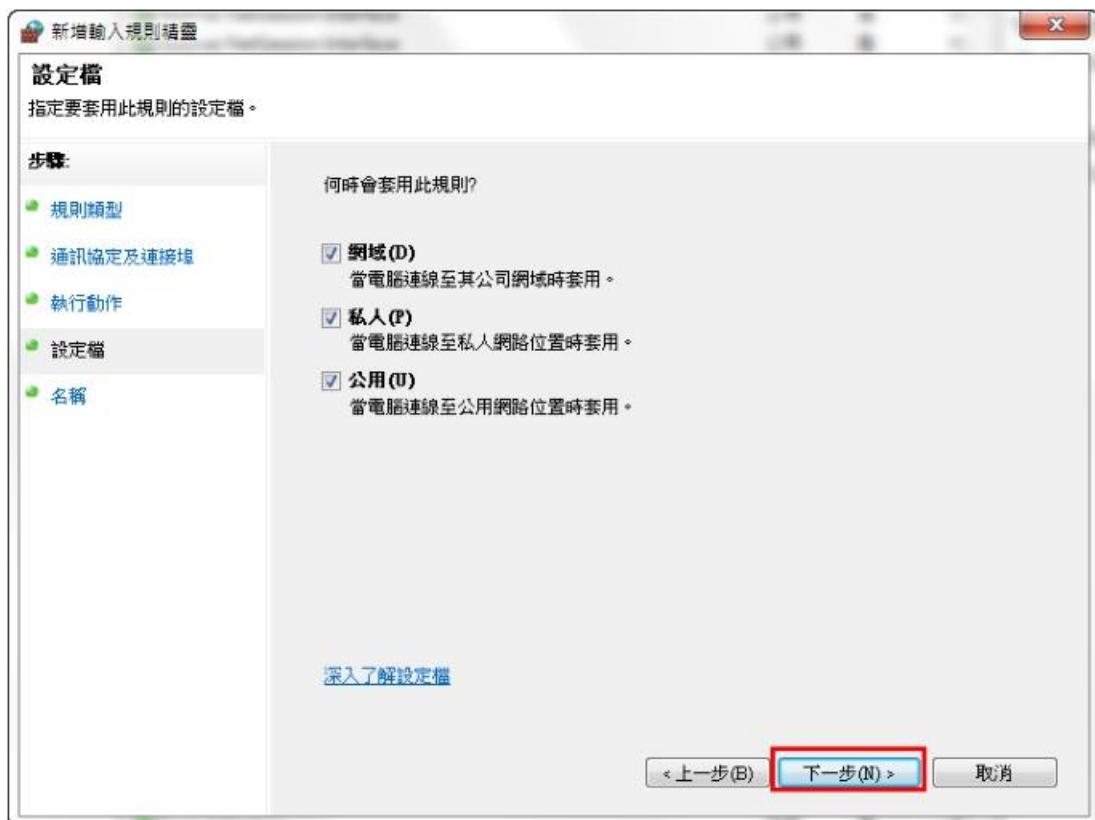 新增輸入規則精靈
設定檔
指定要套用此規則的設定檔。
步驟:
規則類型
通訊協定及連接埠
執行動作
設定檔
名稱
何時會套用此規則?
網域(D)
當電腦連線至其公司網域時套用。
私人(P)
當電腦連線至私人網路位置時套用。
公用(U)
當電腦連線至公用網路位置時套用。
深入了解設定檔
<上一步(B)
下一步(N) >
取消